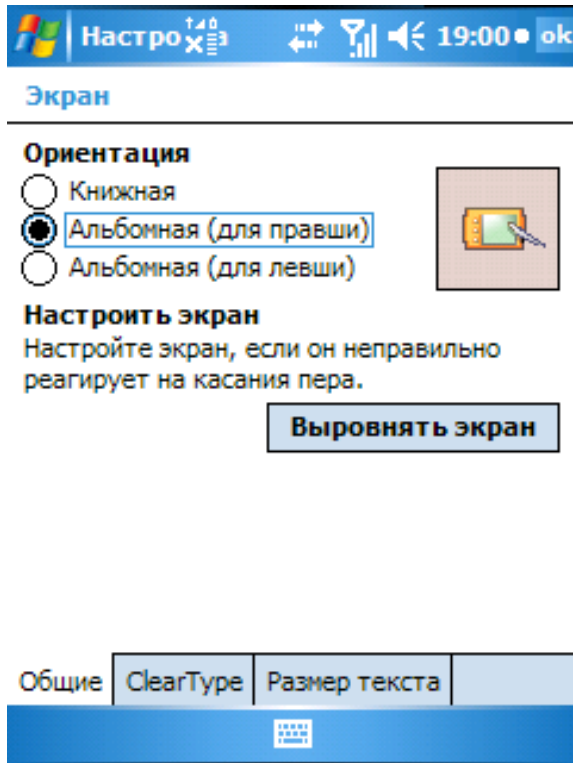 Настро 19:00 ok
Экран
Ориентация
Книжная
Альбомная (для правши)
Альбомная (для левши)
Настроить экран
Настройте экран, если он неправильно
реагирует на касания пера.
Выровнять экран
Общие ClearType Размер текста